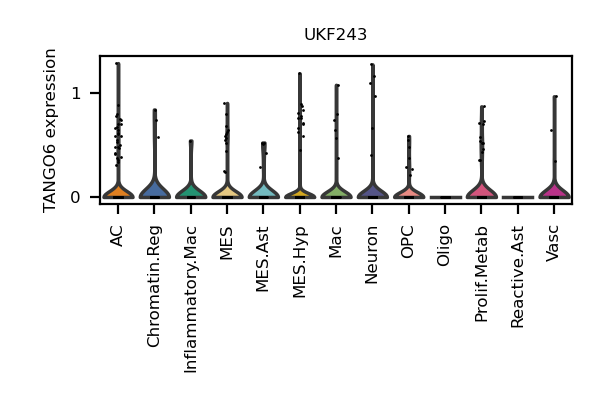 UKF243
TANGO6 expression
1
0
AC
Chromatin.Reg
Inflammatory.Mac
MES
MES.Ast
MES.Hyp
Mac
Neuron
OPC
Oligo
Prolif.Metab
Reactive.Ast
Vasc